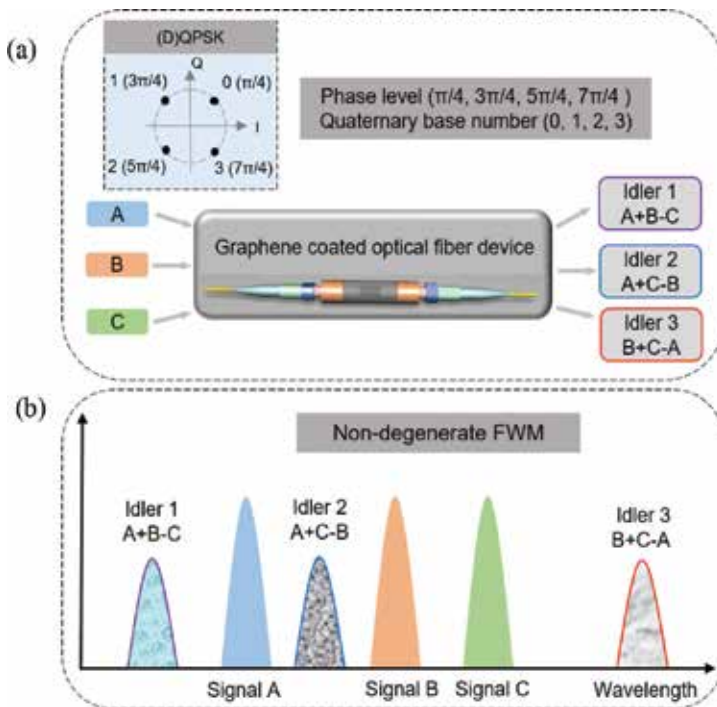 (a)
(D)QPSK
Q
1 (3π/4)
0 (π/4)
I
2 (5π/4)
3 (7π/4)
Phase level (π/4, 3π/4, 5π/4, 7π/4 )
Quaternary base number (0, 1, 2, 3)
A
B
C
Graphene coated optical fiber device
Idler 1
A+B-C
Idler 2
A+C-B
Idler 3
B+C-A
(b)
Non-degenerate FWM
Idler 1
A+B-C
Idler 2
A+C-B
Idler 3
B+C-A
Signal A
Signal B
Signal C
Wavelength